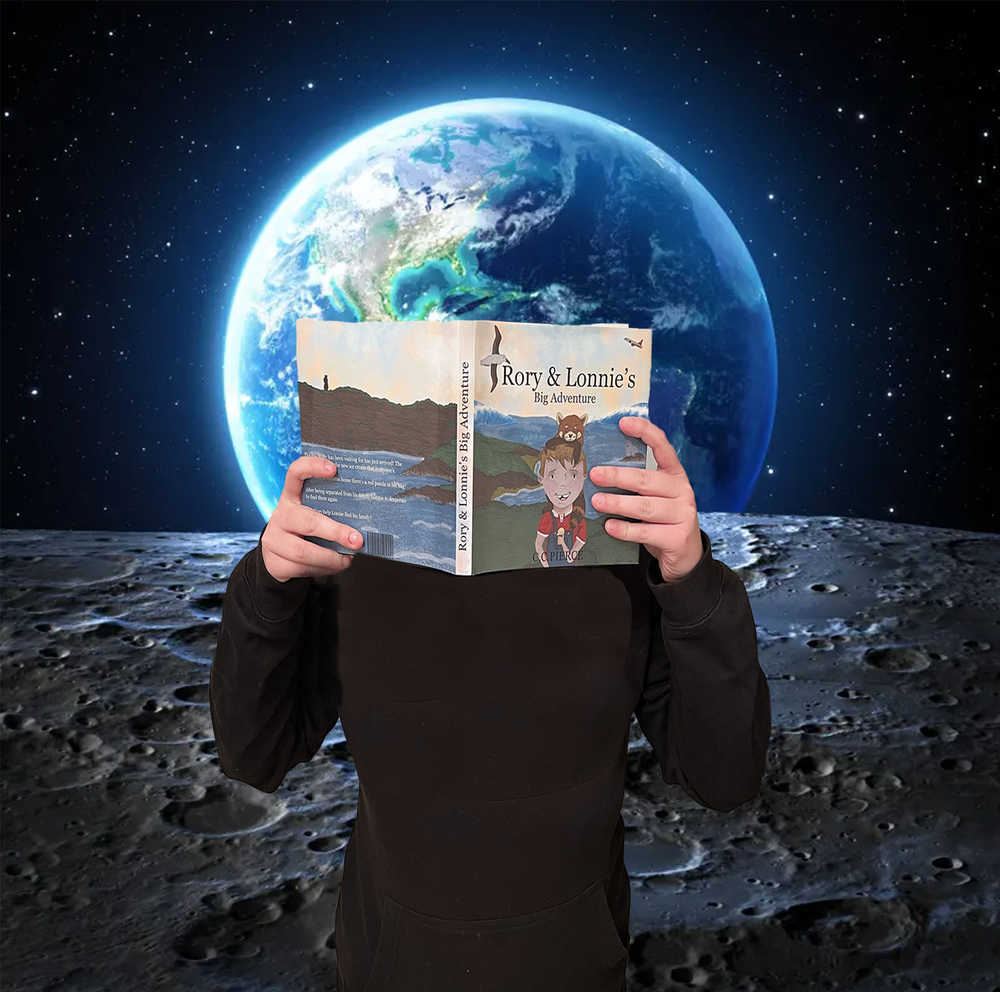 Rory & Lonnie's
Big Adventure
C.C.PIERCE
Rory & Lonnie's Big Adventure
has been waiting for has just arrived! The
the new ice cream that everyone's
home there's a red panda in his bag!
After being separated from his family Lonnie is desperate
to find them again.
Rory help Lonnie find his family?